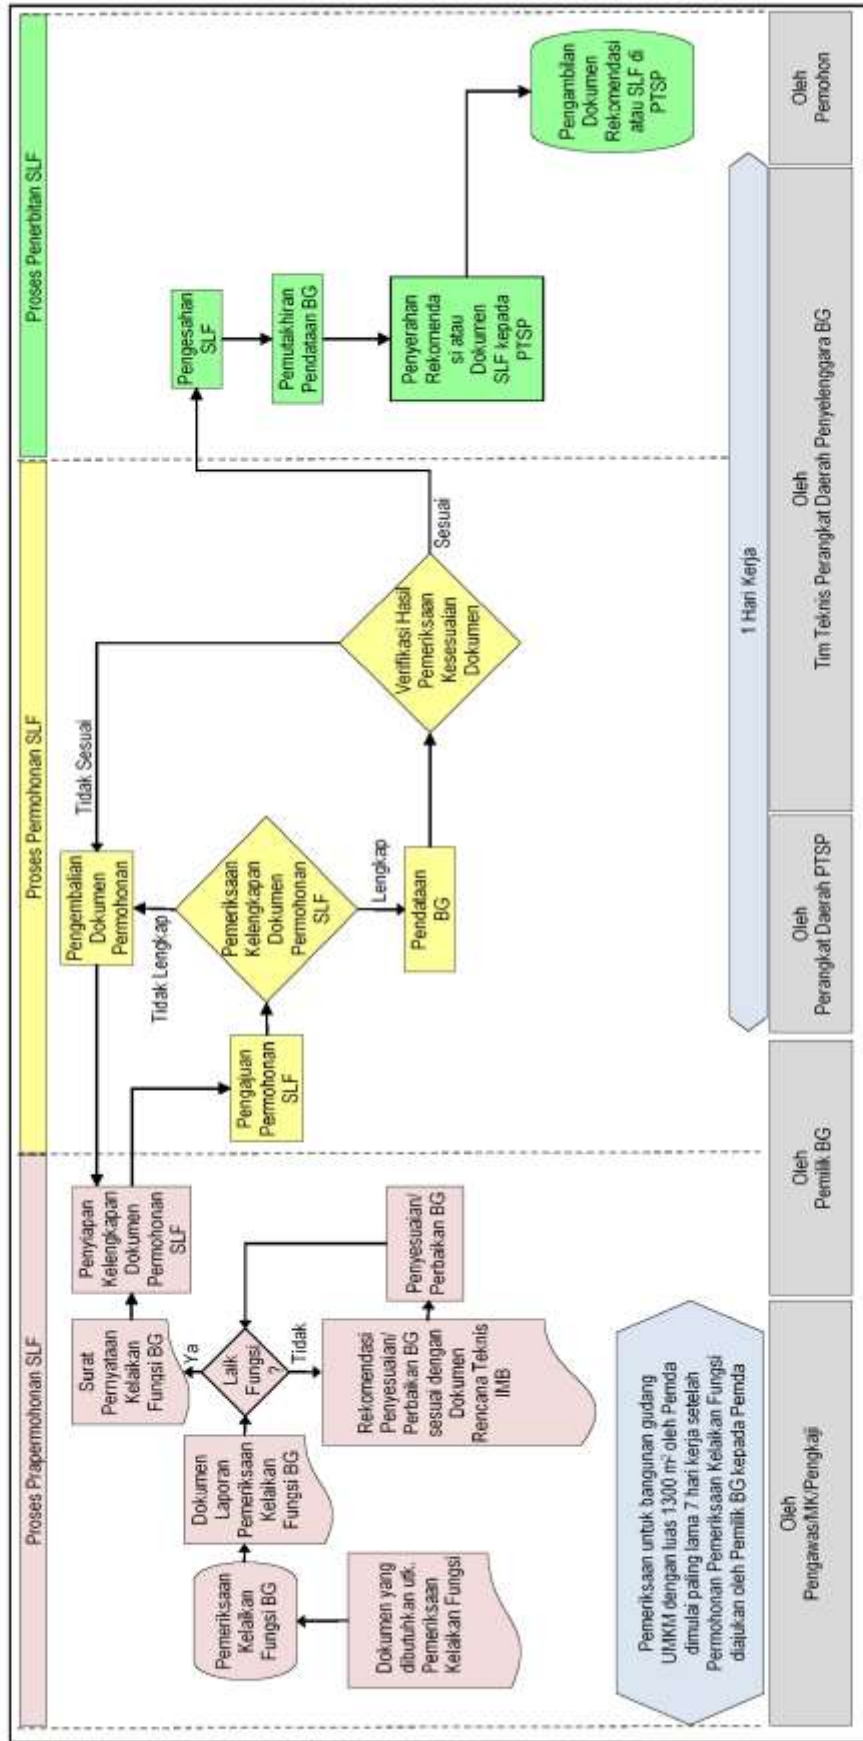 Proses Prapermohonan SLF
Proses Permohonan SLF
Proses Penerbitan SLF
Dokumen yang
dibutuhkan utk.
Pemeriksaan
Kelaikan Fungsi
Pemeriksaan
Kelaikan
Fungsi BG
Dokumen
Laporan
Pemeriksaan
Kelaikan
Fungsi BG
Laik
Fungsi
?
Ya
Tidak
Surat
Pernyataan
Kelaikan
Fungsi BG
Rekomendasi
Penyesuaian/
Perbaikan BG
sesuai dengan
Dokumen
Rencana Teknis
IMB
Penyesuaian/
Perbaikan BG
Penyiapan
Kelengkapan
Dokumen
Permohonan
SLF
Pengajuan
Permohonan
SLF
Pemeriksaan
Kelengkapan
Dokumen
Permohonan
SLF
Tidak Lengkap
Lengkap
Pengembalian
Dokumen
Permohonan
Pendataan
BG
Verifikasi Hasil
Pemeriksaan
Kesesuaian
Dokumen
Tidak Sesuai
Sesuai
Pengesahan
SLF
Pemutakhiran
Pendataan BG
Penyerahan
Rekomenda
si atau
Dokumen
SLF kepada
PTSP
Pengambilan
Dokumen
Rekomendasi
atau SLF di
PTSP
Pemeriksaan untuk bangunan gudang
UMKM dengan luas 1300 m² oleh Pemda
dimulai paling lama 7 hari kerja setelah
Permohonan Pemeriksaan Kelaikan Fungsi
diajukan oleh Pemilik BG kepada Pemda
1 Hari Kerja
Oleh
Pengawas/MK/Pengkaji
Oleh
Pemilik BG
Oleh
Perangkat Daerah PTSP
Oleh
Tim Teknis Perangkat Daerah Penyelenggara BG
Oleh
Pemohon